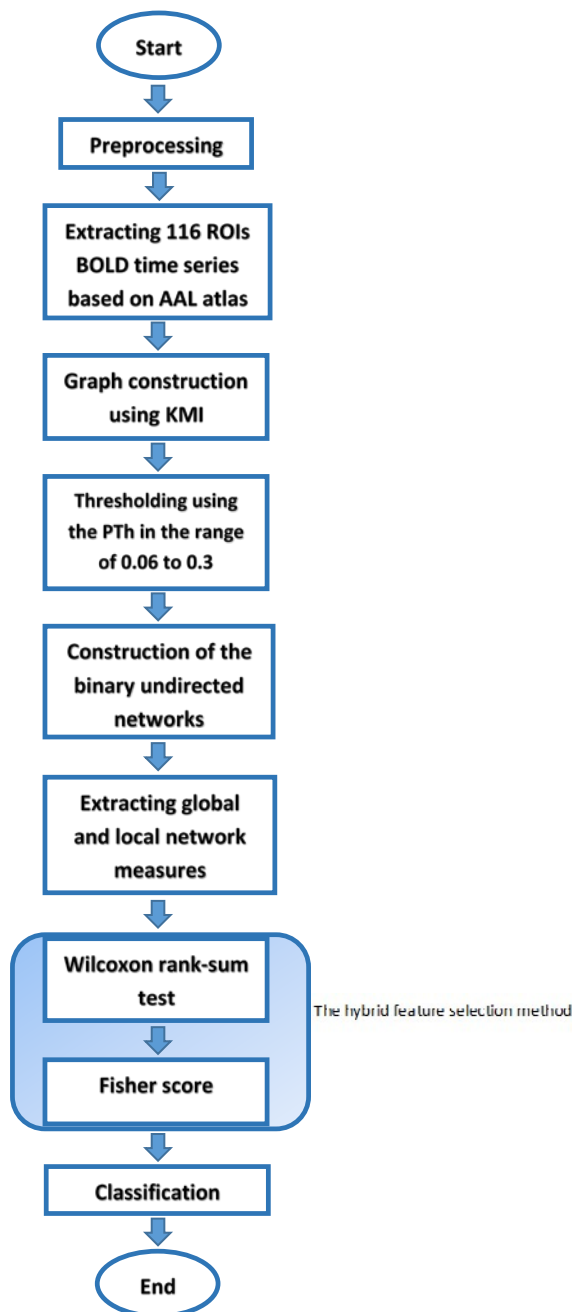 Start
Preprocessing
Extracting 116 ROIs
BOLD time series
based on AAL atlas
Graph construction
using KMI
Thresholding using
the PTh in the range
of 0.06 to 0.3
Construction of the
binary undirected
networks
Extracting global
and local network
measures
Wilcoxon rank-sum
test
The hybrid feature selection method
Fisher score
Classification
End